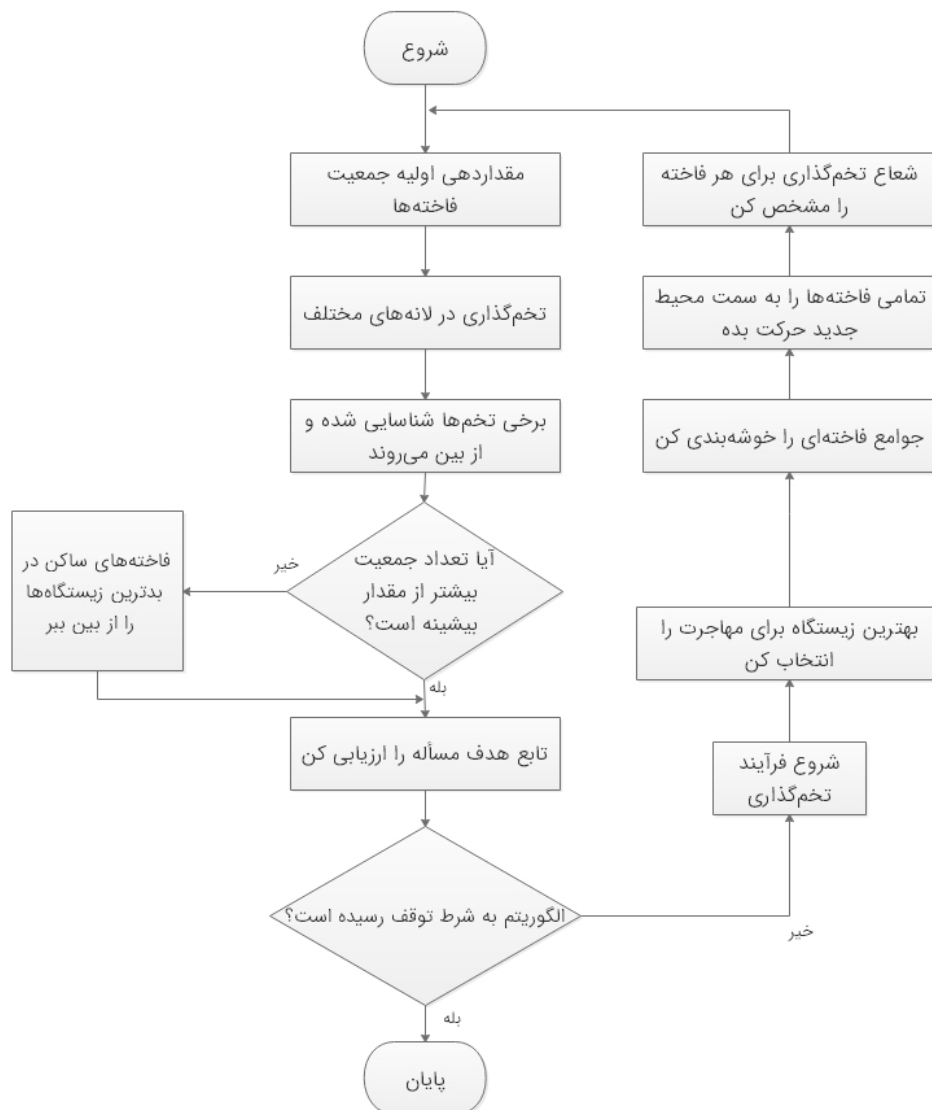 شروع
مقداردهی اولیه جمعیت
فاخته‌ها
تخم‌گذاری در لانه‌های مختلف
برخی تخم‌ها شناسایی شده و
از بین می‌روند
آیا تعداد جمعیت
بیشتر از مقدار
بیشینه است؟
خیر
فاخته‌های ساکن در
بدترین زیستگاه‌ها
را از بین ببر
بله
تابع هدف مسأله را ارزیابی کن
الگوریتم به شرط توقف رسیده است؟
خیر
بله
پایان
شروع فرآیند
تخم‌گذاری
بهترین زیستگاه برای مهاجرت را
انتخاب کن
جوامع فاخته‌ای را خوشه‌بندی کن
تمامی فاخته‌ها را به سمت محیط
جدید حرکت بده
شعاع تخم‌گذاری برای هر فاخته
را مشخص کن